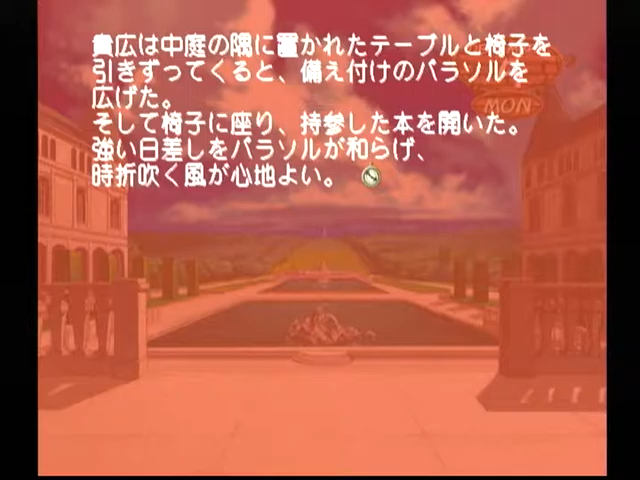 貴広は中庭の隅に置かれたテーブルと椅子を
引きずってくると、備え付けのパラソルを
広げた。
そして椅子に座り、持参した本を開いた。
強い日差しをパラソルが和らげ、
時折吹く風が心地よい。
MON